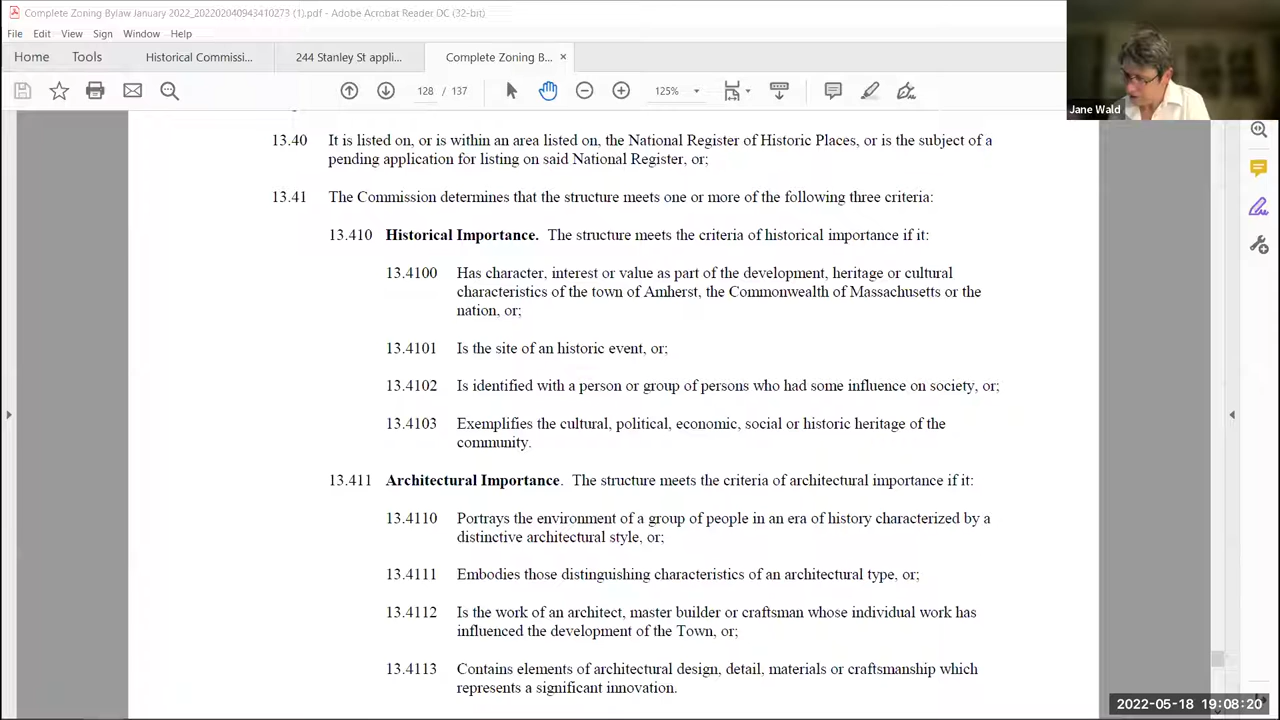 Complete Zoning Bylaw January 2022_202202040943410273 (1).pdf - Adobe Acrobat Reader DC (32-bit)
File Edit View Sign Window Help
Home Tools Historical Commissi... 244 Stanley St appli... Complete Zoning B... ×
128 / 137 125%
Jane Wald
13.40 It is listed on, or is within an area listed on, the National Register of Historic Places, or is the subject of a
pending application for listing on said National Register, or;
13.41 The Commission determines that the structure meets one or more of the following three criteria:
13.410 Historical Importance. The structure meets the criteria of historical importance if it:
13.4100 Has character, interest or value as part of the development, heritage or cultural
characteristics of the town of Amherst, the Commonwealth of Massachusetts or the
nation, or;
13.4101 Is the site of an historic event, or;
13.4102 Is identified with a person or group of persons who had some influence on society, or;
13.4103 Exemplifies the cultural, political, economic, social or historic heritage of the
community.
13.411 Architectural Importance. The structure meets the criteria of architectural importance if it:
13.4110 Portrays the environment of a group of people in an era of history characterized by a
distinctive architectural style, or;
13.4111 Embodies those distinguishing characteristics of an architectural type, or;
13.4112 Is the work of an architect, master builder or craftsman whose individual work has
influenced the development of the Town, or;
13.4113 Contains elements of architectural design, detail, materials or craftsmanship which
represents a significant innovation.
2022-05-18 19:08:20